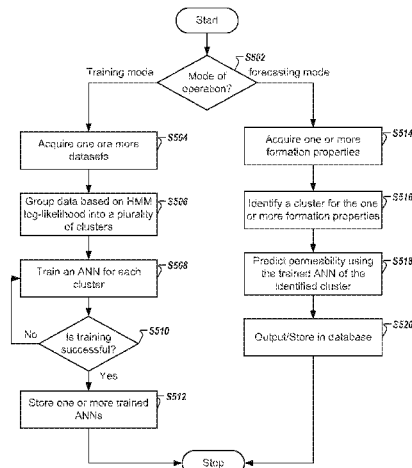 Start
S502
Training mode
Mode of
operation?
forecasting mode
Acquire one ore more
datasets
S504
Group data based on HMM
log-likelihood into a plurality
of clusters
S506
Train an ANN for each
cluster
S508
No
Is training
successful?
S510
Yes
Store one or more trained
ANNs
S512
Acquire one or more
formation properties
S514
Identify a cluster for the one
or more formation properties
S516
Predict permeability using
the trained ANN of the
identified cluster
S518
Output/Store in database
S520
Stop